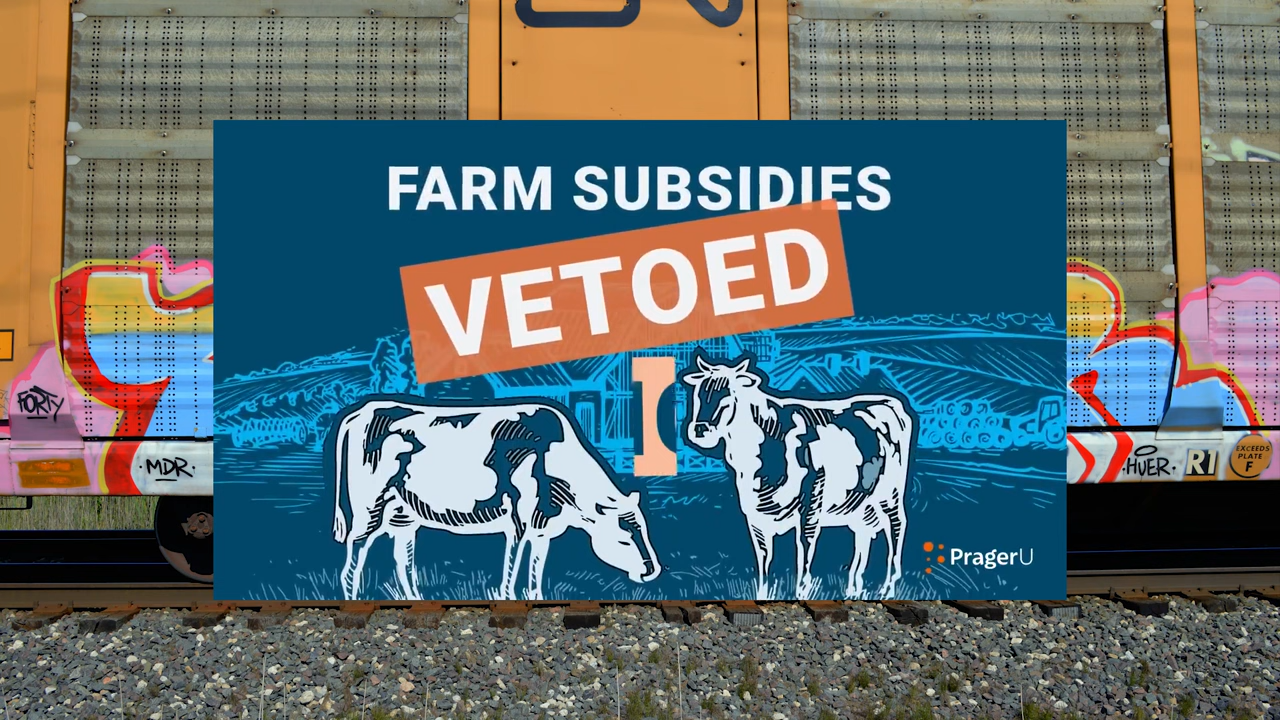 FARM SUBSIDIES
VETOED
I
PragerU
FORTY
·MDR·
·HUER·
R1
EXCEEDS
PLATE
F